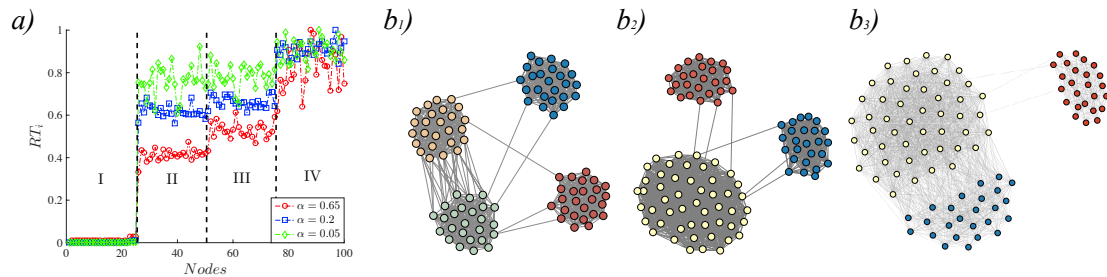 a)
b1)
b2)
b3)
1
0.8
0.6
0.4
0.2
0
RTi
I
II
III
IV
α = 0.65
α = 0.2
α = 0.05
0 20 40 60 80 100
Nodes